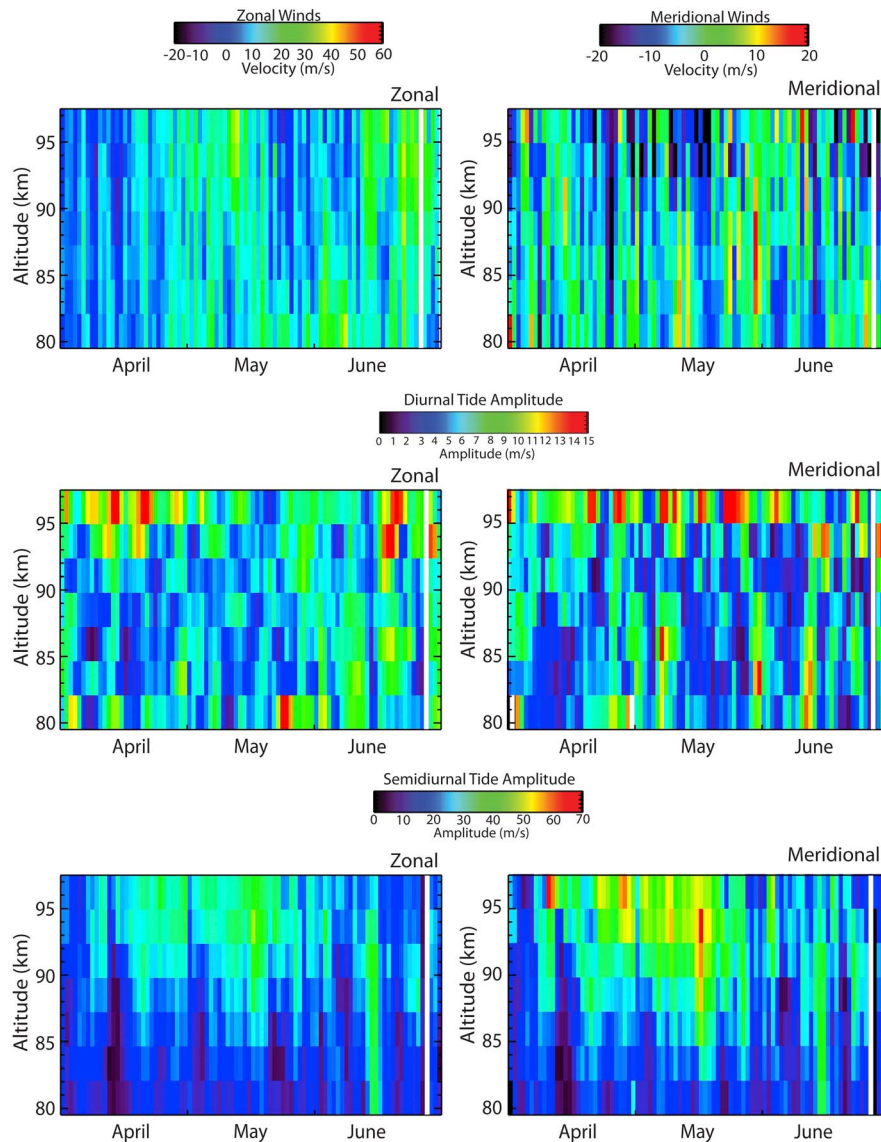 Zonal Winds
-20 -10 0 10 20 30 40 50 60
Velocity (m/s)
Meridional Winds
-20 -10 0 10 20
Velocity (m/s)
Zonal
Altitude (km)
95
90
85
80
April May June
Meridional
Altitude (km)
95
90
85
80
April May June
Diurnal Tide Amplitude
0 1 2 3 4 5 6 7 8 9 10 11 12 13 14 15
Amplitude (m/s)
Zonal
Altitude (km)
95
90
85
80
April May June
Meridional
Altitude (km)
95
90
85
80
April May June
Semidiurnal Tide Amplitude
0 10 20 30 40 50 60 70
Amplitude (m/s)
Zonal
Altitude (km)
95
90
85
80
April May June
Meridional
Altitude (km)
95
90
85
80
April May June